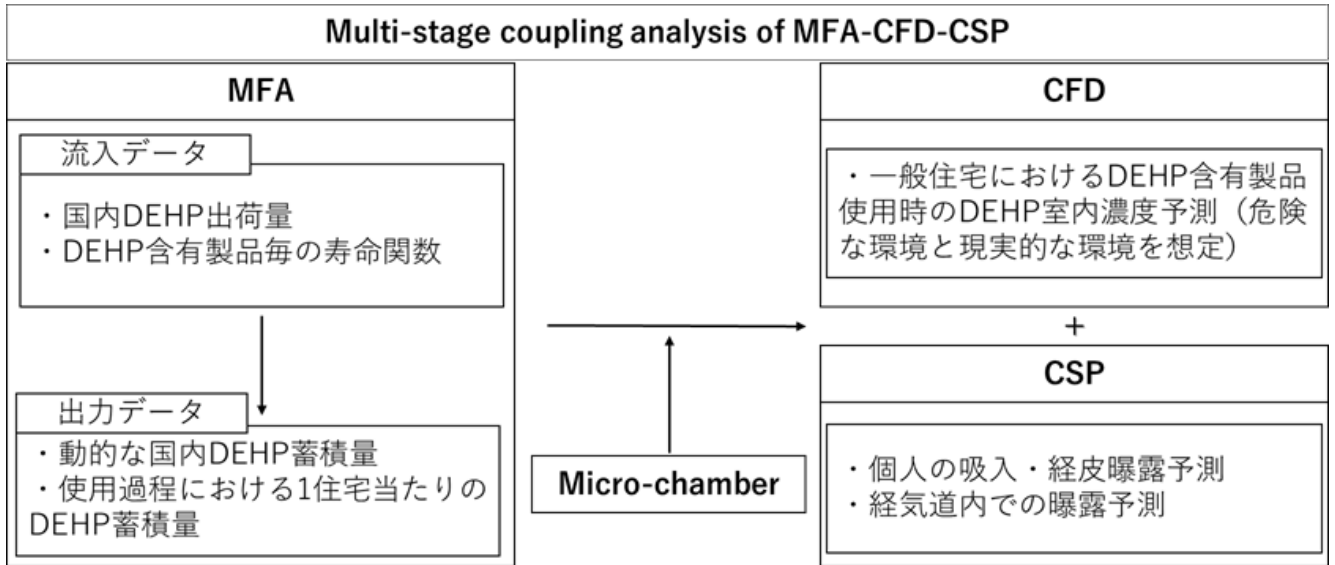 Multi-stage coupling analysis of MFA-CFD-CSP
MFA
流入データ
・国内DEHP出荷量
・DEHP含有製品毎の寿命関数
出力データ
・動的な国内DEHP蓄積量
・使用過程における1住宅当たりの
DEHP蓄積量
Micro-chamber
CFD
・一般住宅におけるDEHP含有製品
使用時のDEHP室内濃度予測（危険
な環境と現実的な環境を想定）
+
CSP
・個人の吸入・経皮曝露予測
・経気道内での曝露予測